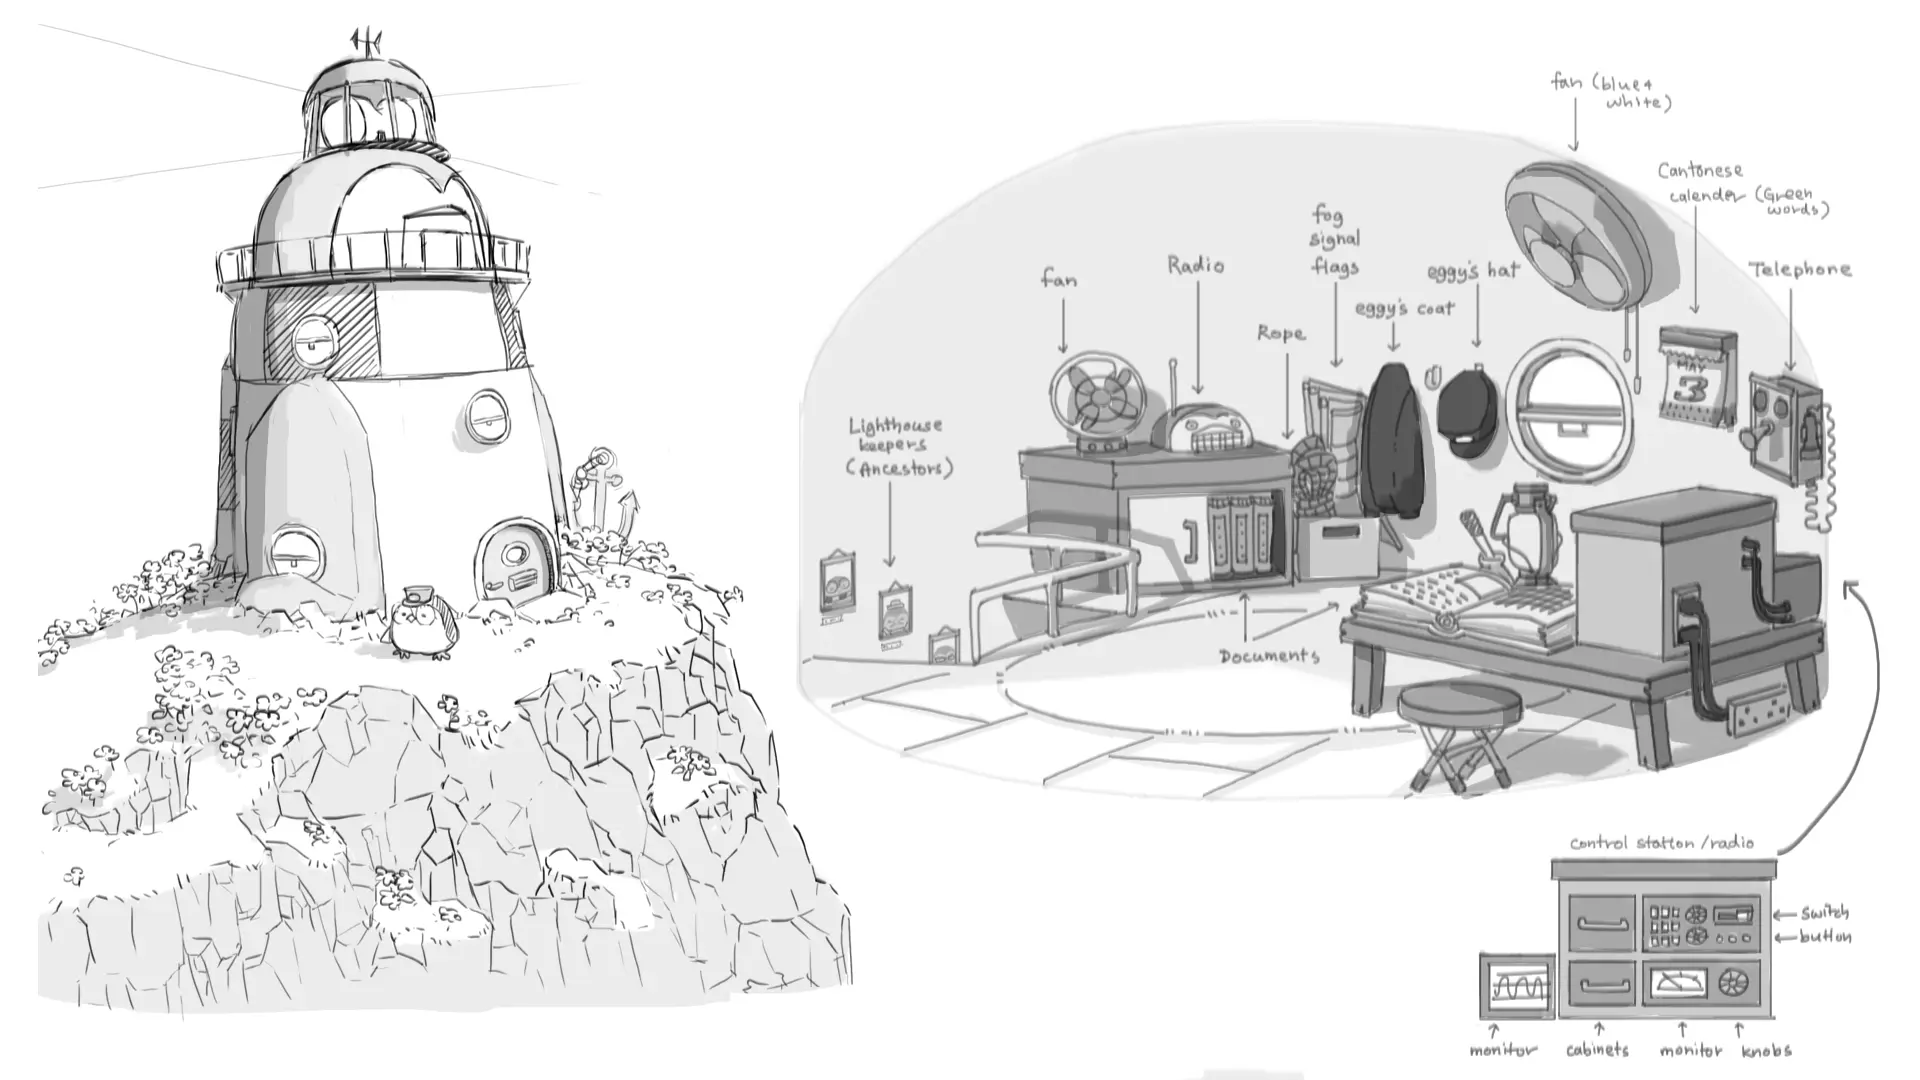 fan (blue +
white)
Cantonese
calender (Green
words)
fog
signal
flags
Telephone
eggy's hat
Radio
fan
eggy's coat
Rope
MAY
3
Lighthouse
keepers
(Ancestors)
Documents
control station/radio
switch
button
monitor
cabinets
monitor
knobs